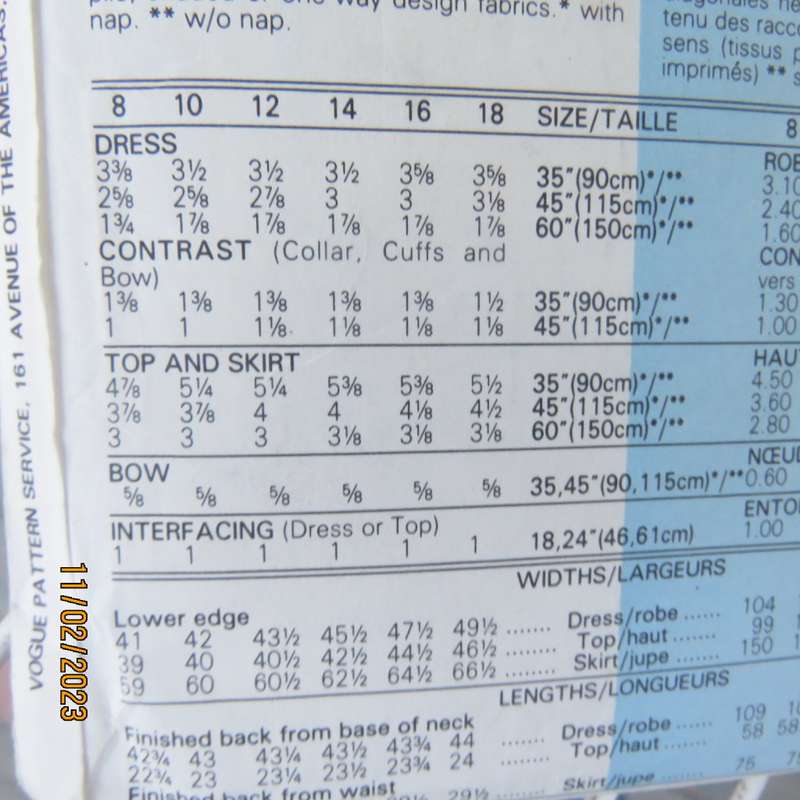 design fabrics.* with
nap. ** w/o nap.
tenu des
sens (tissus
imprimés) **
8 10 12 14 16 18 SIZE/TAILLE 8
DRESS
3⅜ 3½ 3½ 3½ 3⅝ 3⅝ 35"(90cm)*/** 3.10
2⅝ 2⅝ 2⅞ 3 3 3⅛ 45"(115cm)*/** 2.40
1¾ 1⅞ 1⅞ 1⅞ 1⅞ 1⅞ 60"(150cm)*/** 1.60
CONTRAST (Collar, Cuffs and
Bow) vers
1⅜ 1⅜ 1⅜ 1⅜ 1⅜ 1½ 35"(90cm)*/** 1.30
1 1 1⅛ 1⅛ 1⅛ 1⅛ 45"(115cm)*/** 1.00
TOP AND SKIRT
4⅞ 5¼ 5¼ 5⅜ 5⅜ 5½ 35"(90cm)*/** 4.50
3⅞ 3⅞ 4 4 4⅛ 4½ 45"(115cm)*/** 3.60
3 3 3 3⅛ 3⅛ 3⅛ 60"(150cm)*/** 2.80
BOW
⅝ ⅝ ⅝ ⅝ ⅝ ⅝ 35,45"(90,115cm)*/** 0.60
INTERFACING (Dress or Top)
1 1 1 1 1 1 18,24"(46,61cm) 1.00
WIDTHS/LARGEURS
Lower edge
41 42 43½ 45½ 47½ 49½ ........ Dress/robe ...... 104
39 40 40½ 42½ 44½ 46½ ........ Top/haut ....... 99
59 60 60½ 62½ 64½ 66½ ........ Skirt/jupe ....... 150
LENGTHS/LONGUEURS
Finished back from base of neck
42¾ 43 43¼ 43½ 43¾ 44 ....... Dress/robe ...... 109
22¾ 23 23¼ 23½ 23¾ 24 ....... Top/haut ....... 58 58
Finished back from waist
29½ Skirt/jupe ....... 75
VOGUE PATTERN SERVICE, 161 AVENUE OF THE AMERICAS,
11/02/2023